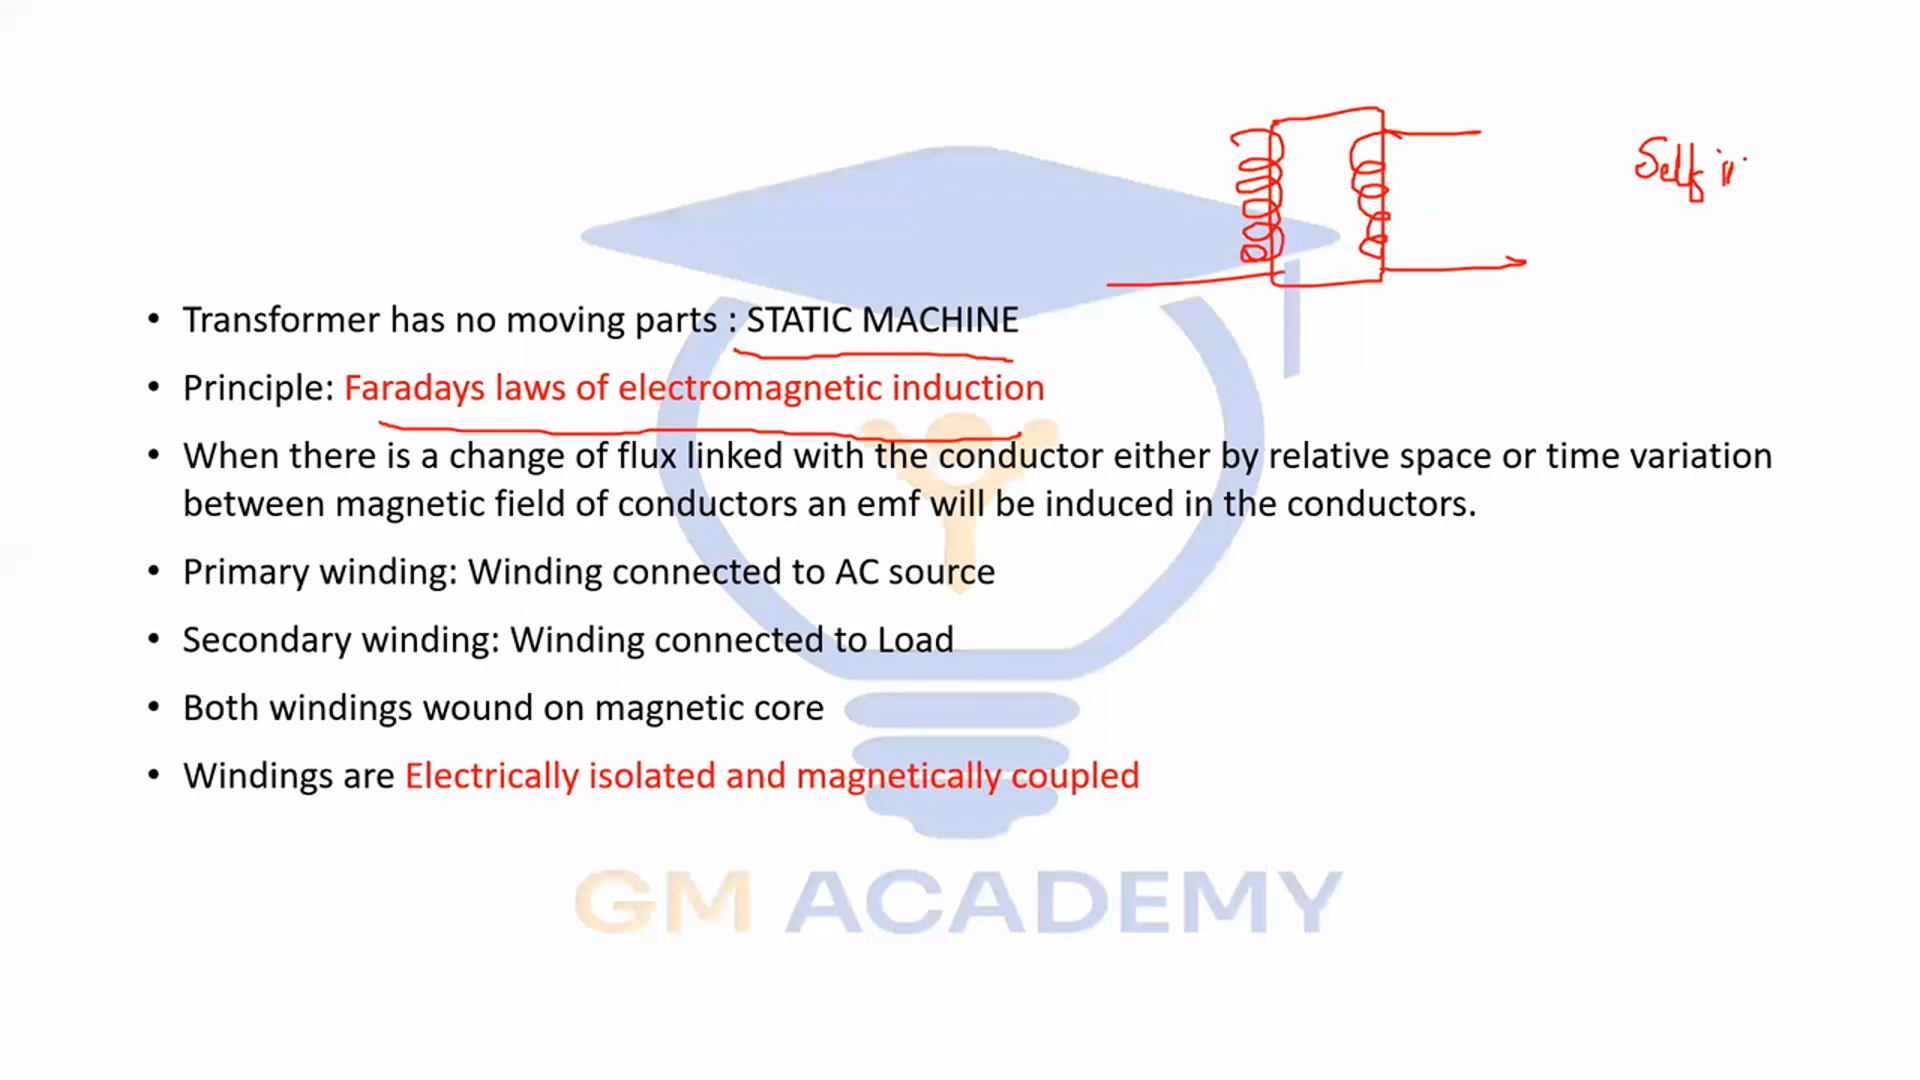 Self in
• Transformer has no moving parts : STATIC MACHINE
• Principle: Faradays laws of electromagnetic induction
• When there is a change of flux linked with the conductor either by relative space or time variation
between magnetic field of conductors an emf will be induced in the conductors.
• Primary winding: Winding connected to AC source
• Secondary winding: Winding connected to Load
• Both windings wound on magnetic core
• Windings are Electrically isolated and magnetically coupled
GM ACADEMY